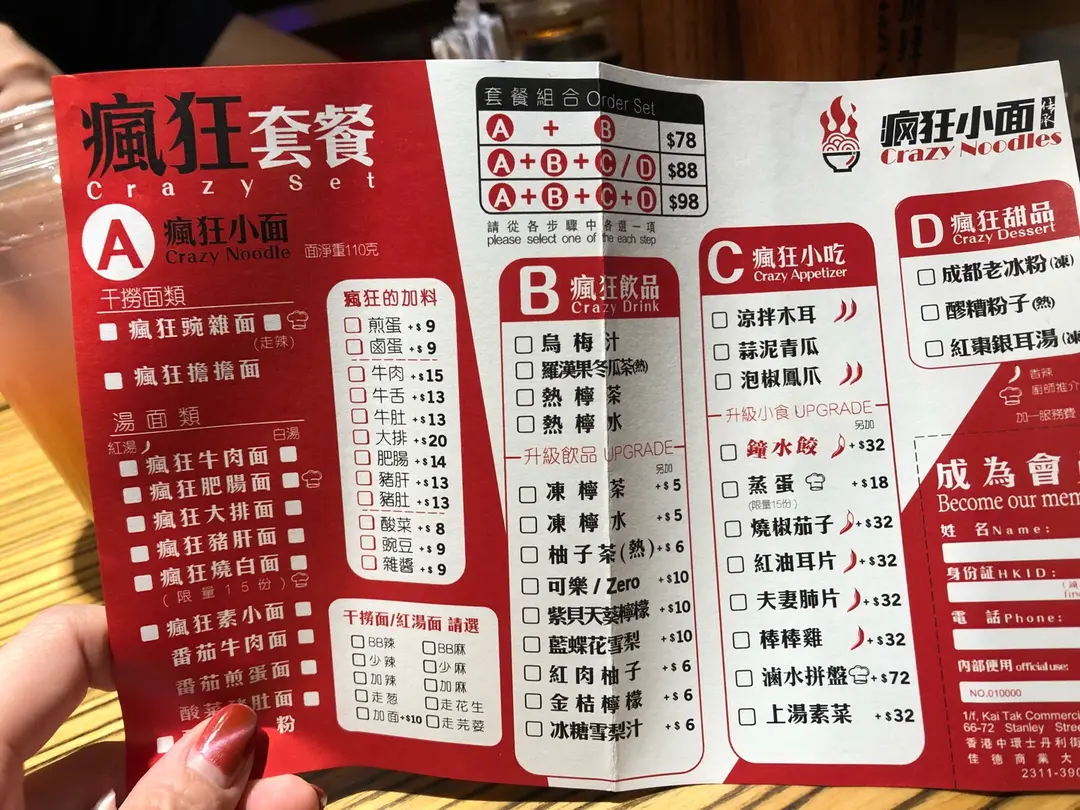 瘋狂套餐
Crazy Set
A 瘋狂小面
Crazy Noodle 面淨重110克
干撈面類
瘋狂豌雜面
(走辣)
瘋狂擔擔面
湯面類
紅湯 白湯
瘋狂牛肉面
瘋狂肥腸面
瘋狂大排面
瘋狂豬肝面
瘋狂燒白面
(限量15份)
瘋狂素小面
番茄牛肉面
番茄煎蛋面
酸菜 肚面
粉
瘋狂的加料
煎蛋 +$9
鹵蛋 +$9
牛肉 +$15
牛舌 +$13
牛肚 +$13
大排 +$20
肥腸 +$14
豬肝 +$13
豬肚 +$13
酸菜 +$8
豌豆 +$9
雜醬 +$9
干撈面/紅湯面 請選
BB辣 BB麻
少辣 少麻
加辣 加麻
走葱 走花生
加面+$10 走芫荽
套餐組合 Order Set
A + B $78
A+B+C/D $88
A+B+C+D $98
請從各步驟中各選一項
please select one of the each step
B 瘋狂飲品
Crazy Drink
烏梅汁
羅漢果冬瓜茶(熱)
熱檸茶
熱檸水
升級飲品 UPGRADE
另加
凍檸茶 +$5
凍檸水 +$5
柚子茶(熱) +$6
可樂/Zero +$10
紫貝天葵檸檬 +$10
藍蝶花雪梨 +$10
紅肉柚子 +$6
金桔檸檬 +$6
冰糖雪梨汁 +$6
瘋狂小面
Crazy Noodles
C 瘋狂小吃
Crazy Appetizer
涼拌木耳
蒜泥青瓜
泡椒鳳爪
升級小食 UPGRADE
另加
鐘水餃 +$32
蒸蛋 +$18
(限量15份)
燒椒茄子 +$32
紅油耳片 +$32
夫妻肺片 +$32
棒棒雞 +$32
滷水拼盤 +$72
上湯素菜 +$32
D 瘋狂甜品
Crazy Dessert
成都老冰粉(凍)
醪糟粉子(熱)
紅棗銀耳湯(凍
香辣
廚師推介
加一服務費
成為會
Become our mem
姓 名Name:
身份証HKID:
電 話Phone:
內部使用 official use:
NO.010000
1/f, Kai Tak Commerc
66-72 Stanley Stree
香港中環士丹利街
佳德商業大
2311-390